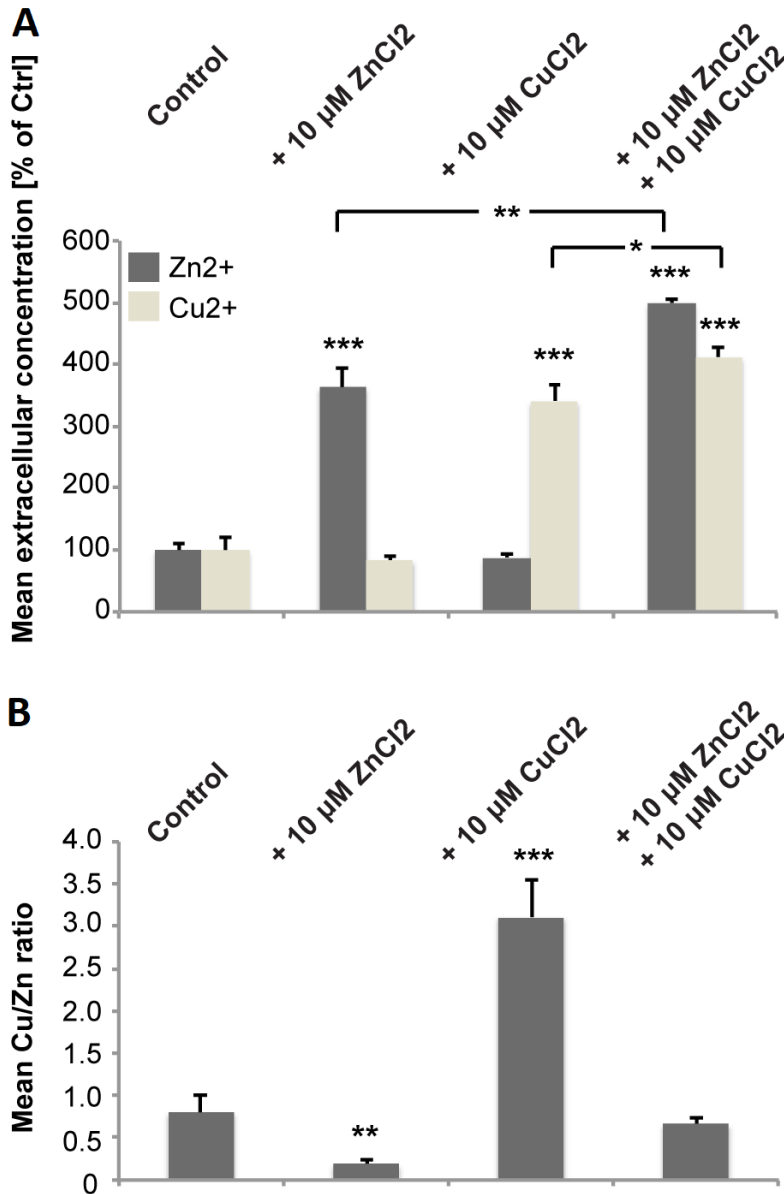 A
Mean extracellular concentration [% of Ctrl]
Control
+ 10 µM ZnCl2
+ 10 µM CuCl2
+ 10 µM ZnCl2
+ 10 µM CuCl2
**
*
600
500
400
300
200
100
0
Zn2+
Cu2+
***
***
***
***
B
Mean Cu/Zn ratio
Control
+ 10 µM ZnCl2
+ 10 µM CuCl2
+ 10 µM ZnCl2
+ 10 µM CuCl2
4.0
3.5
3.0
2.5
2.0
1.5
1.0
0.5
0
**
***